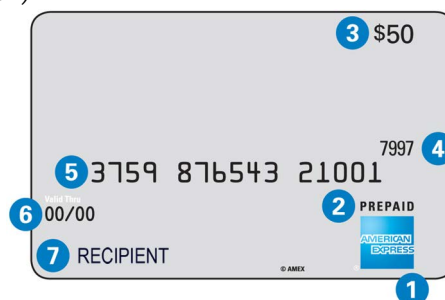 3 $50
7997 4
5 3759 876543 21001
Valid Thru
6 00/00
2 PREPAID
AMERICAN
EXPRESS
7 RECIPIENT
© AMEX
1